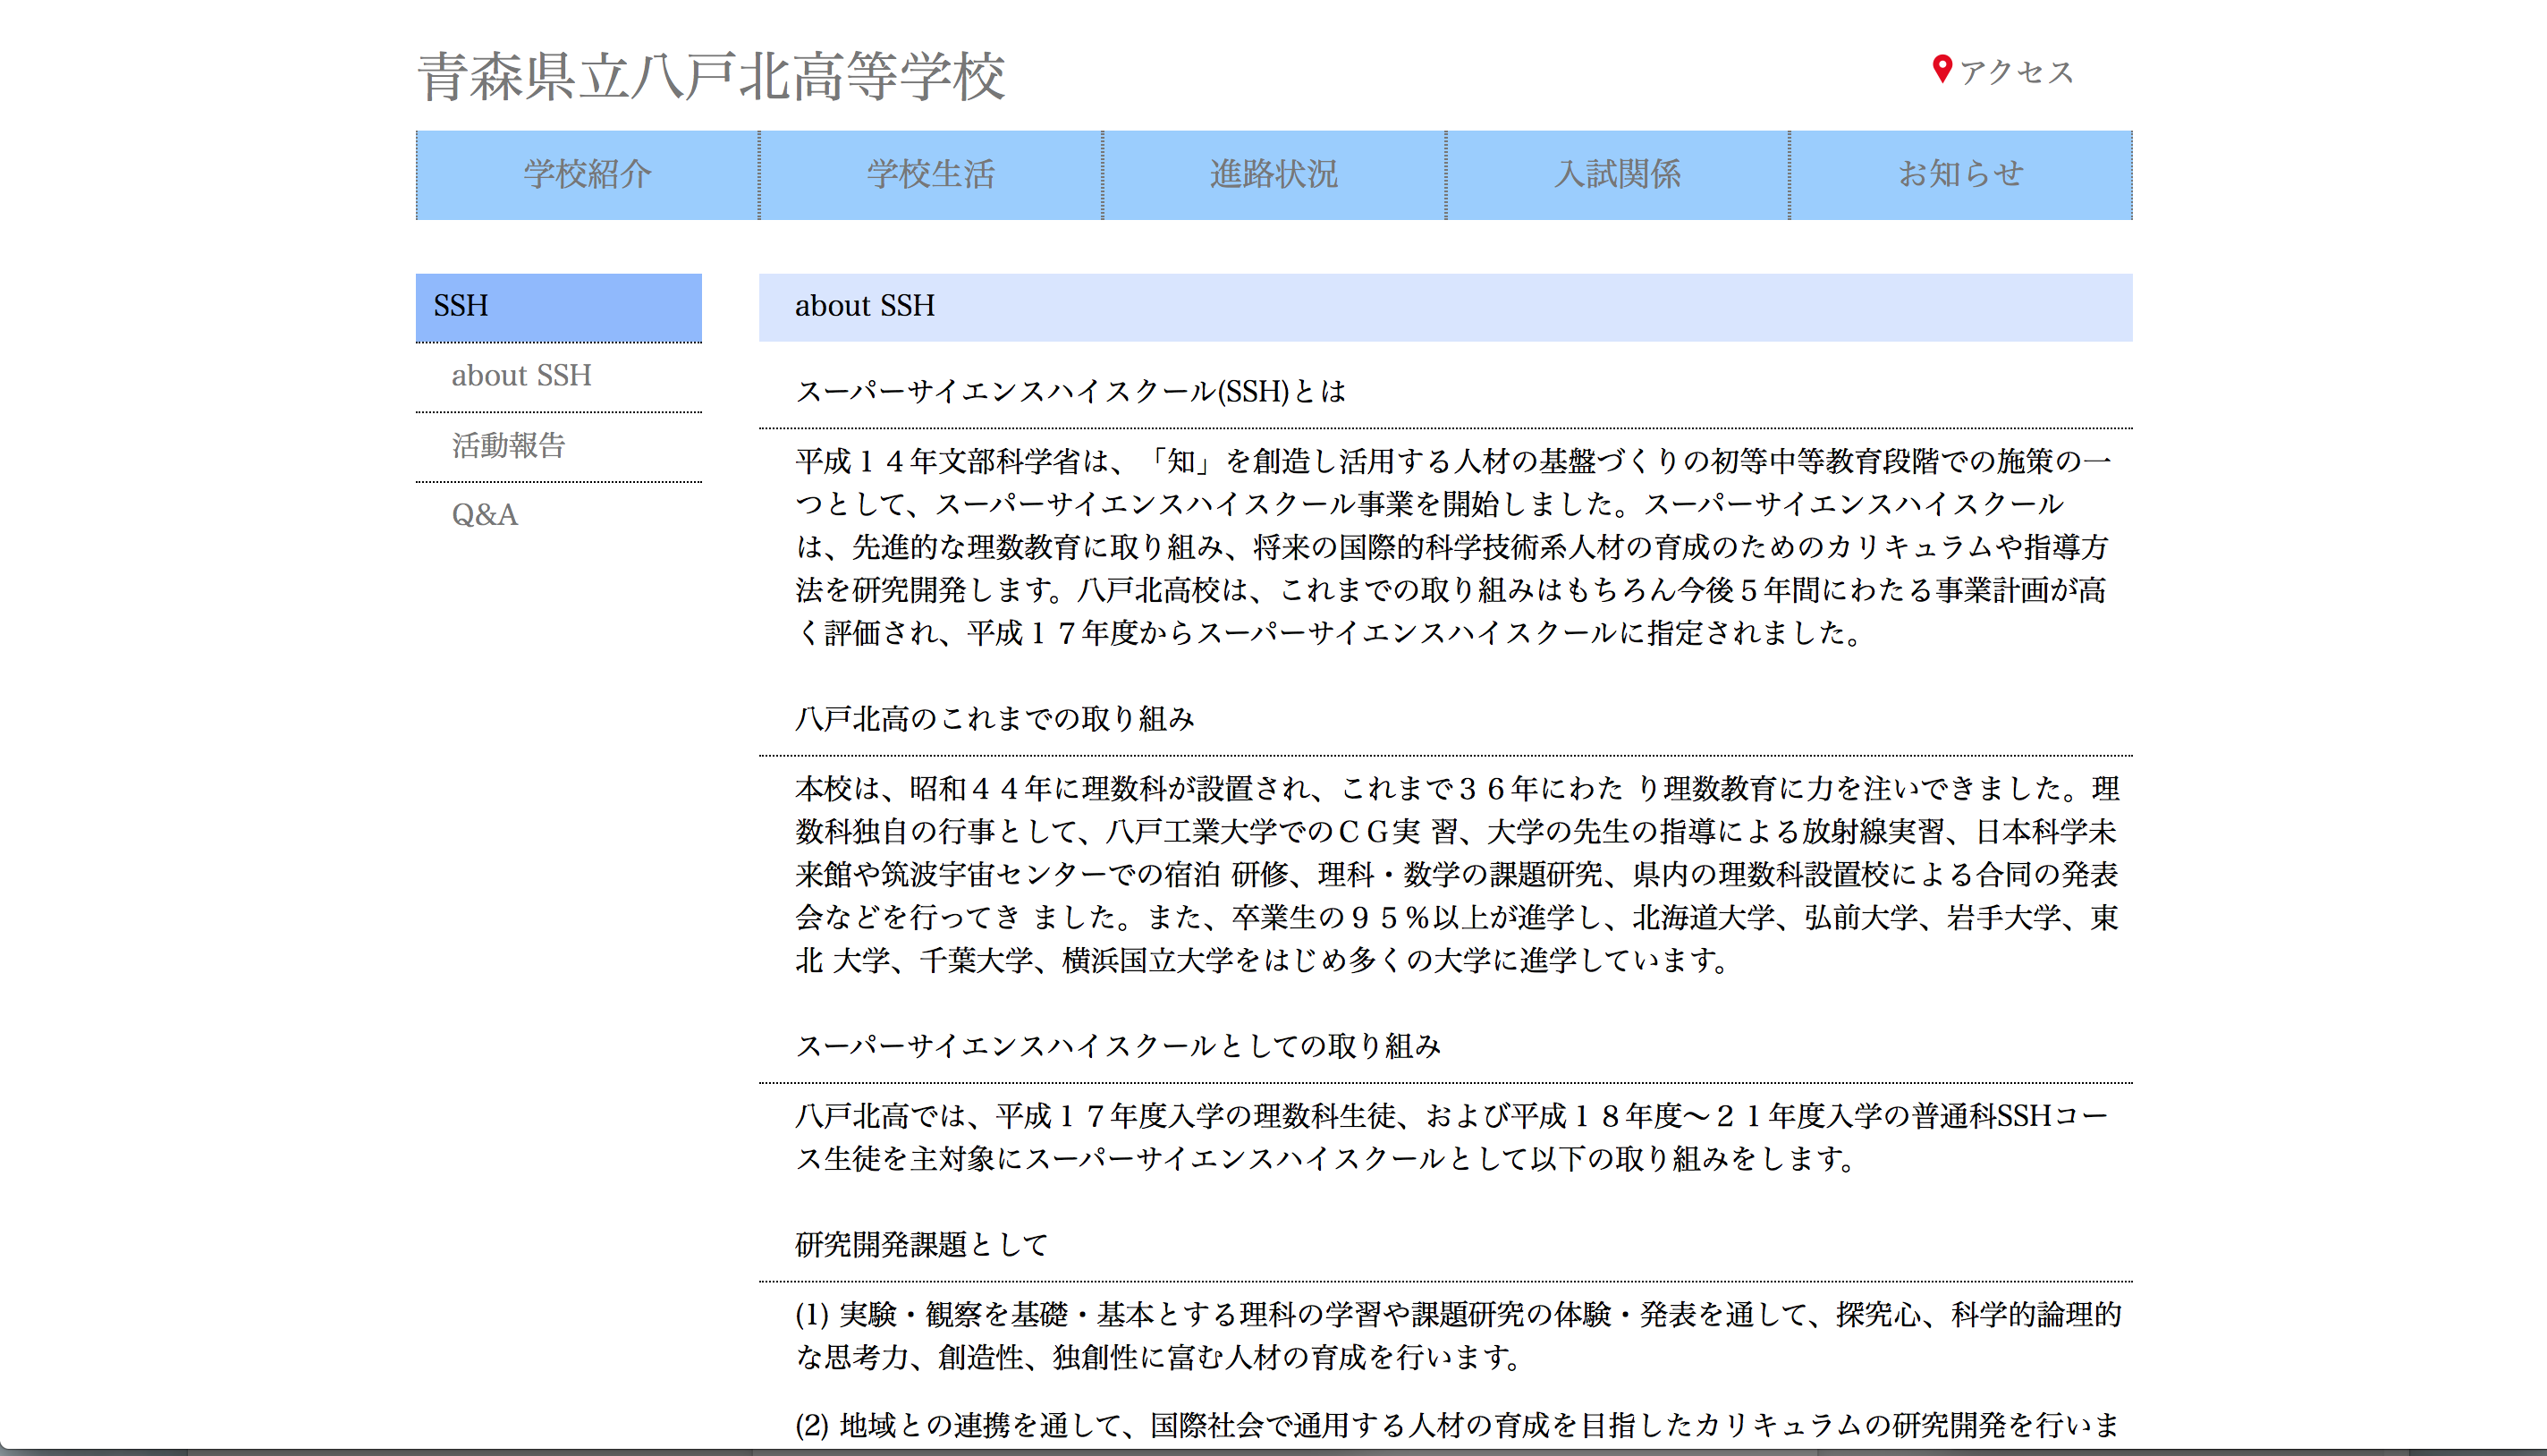 青森県立八戸北高等学校
アクセス
学校紹介 学校生活 進路状況 入試関係 お知らせ
SSH
about SSH
活動報告
Q&A
about SSH
スーパーサイエンスハイスクール(SSH)とは
平成１４年文部科学省は、「知」を創造し活用する人材の基盤づくりの初等中等教育段階での施策の一
つとして、スーパーサイエンスハイスクール事業を開始しました。スーパーサイエンスハイスクール
は、先進的な理数教育に取り組み、将来の国際的科学技術系人材の育成のためのカリキュラムや指導方
法を研究開発します。八戸北高校は、これまでの取り組みはもちろん今後５年間にわたる事業計画が高
く評価され、平成１７年度からスーパーサイエンスハイスクールに指定されました。
八戸北高のこれまでの取り組み
本校は、昭和４４年に理数科が設置され、これまで３６年にわた り理数教育に力を注いできました。理
数科独自の行事として、八戸工業大学でのＣＧ実 習、大学の先生の指導による放射線実習、日本科学未
来館や筑波宇宙センターでの宿泊 研修、理科・数学の課題研究、県内の理数科設置校による合同の発表
会などを行ってき ました。また、卒業生の９５％以上が進学し、北海道大学、弘前大学、岩手大学、東
北 大学、千葉大学、横浜国立大学をはじめ多くの大学に進学しています。
スーパーサイエンスハイスクールとしての取り組み
八戸北高では、平成１７年度入学の理数科生徒、および平成１８年度〜２１年度入学の普通科SSHコー
ス生徒を主対象にスーパーサイエンスハイスクールとして以下の取り組みをします。
研究開発課題として
(1) 実験・観察を基礎・基本とする理科の学習や課題研究の体験・発表を通して、探究心、科学的論理的
な思考力、創造性、独創性に富む人材の育成を行います。
(2) 地域との連携を通して、国際社会で通用する人材の育成を目指したカリキュラムの研究開発を行いま